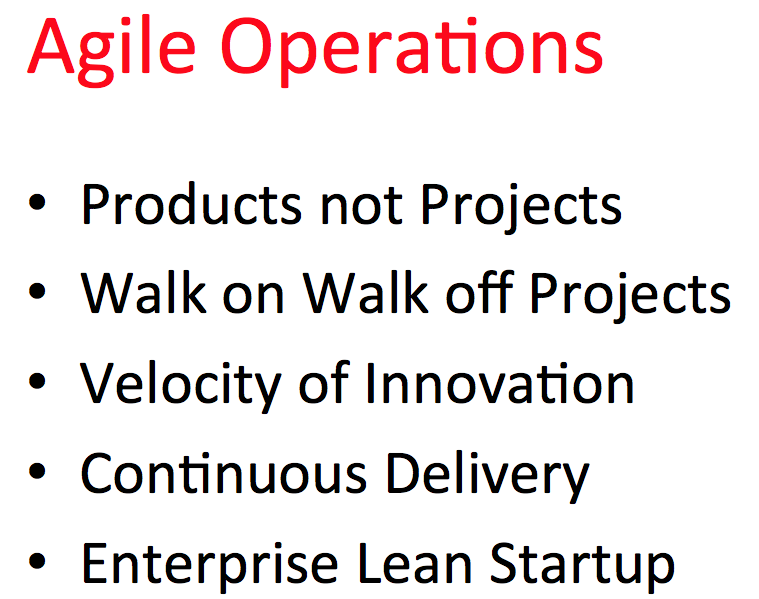 Agile Operations
• Products not Projects
• Walk on Walk off Projects
• Velocity of Innovation
• Continuous Delivery
• Enterprise Lean Startup